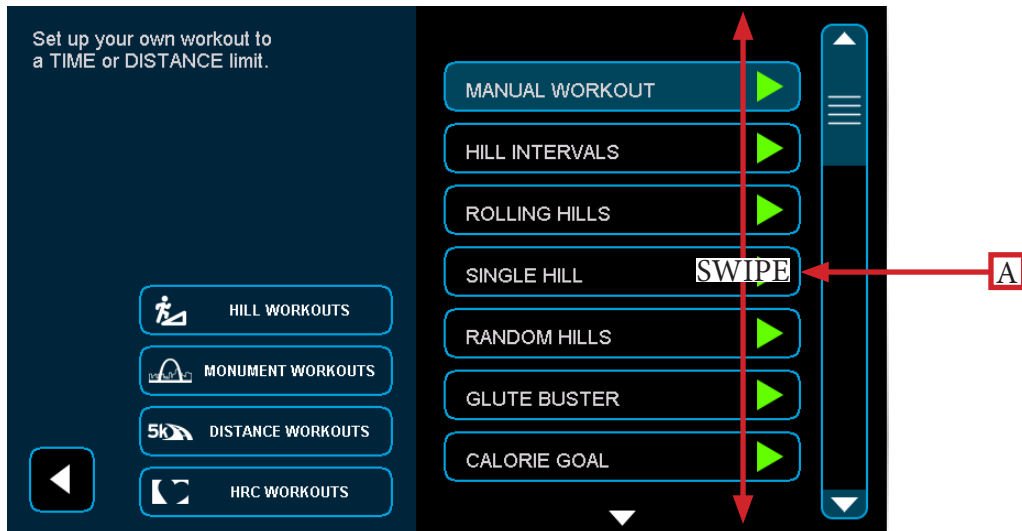 Set up your own workout to
a TIME or DISTANCE limit.
MANUAL WORKOUT
HILL INTERVALS
ROLLING HILLS
SINGLE HILL
SWIPE
A
RANDOM HILLS
GLUTE BUSTER
CALORIE GOAL
HILL WORKOUTS
MONUMENT WORKOUTS
5K DISTANCE WORKOUTS
HRC WORKOUTS